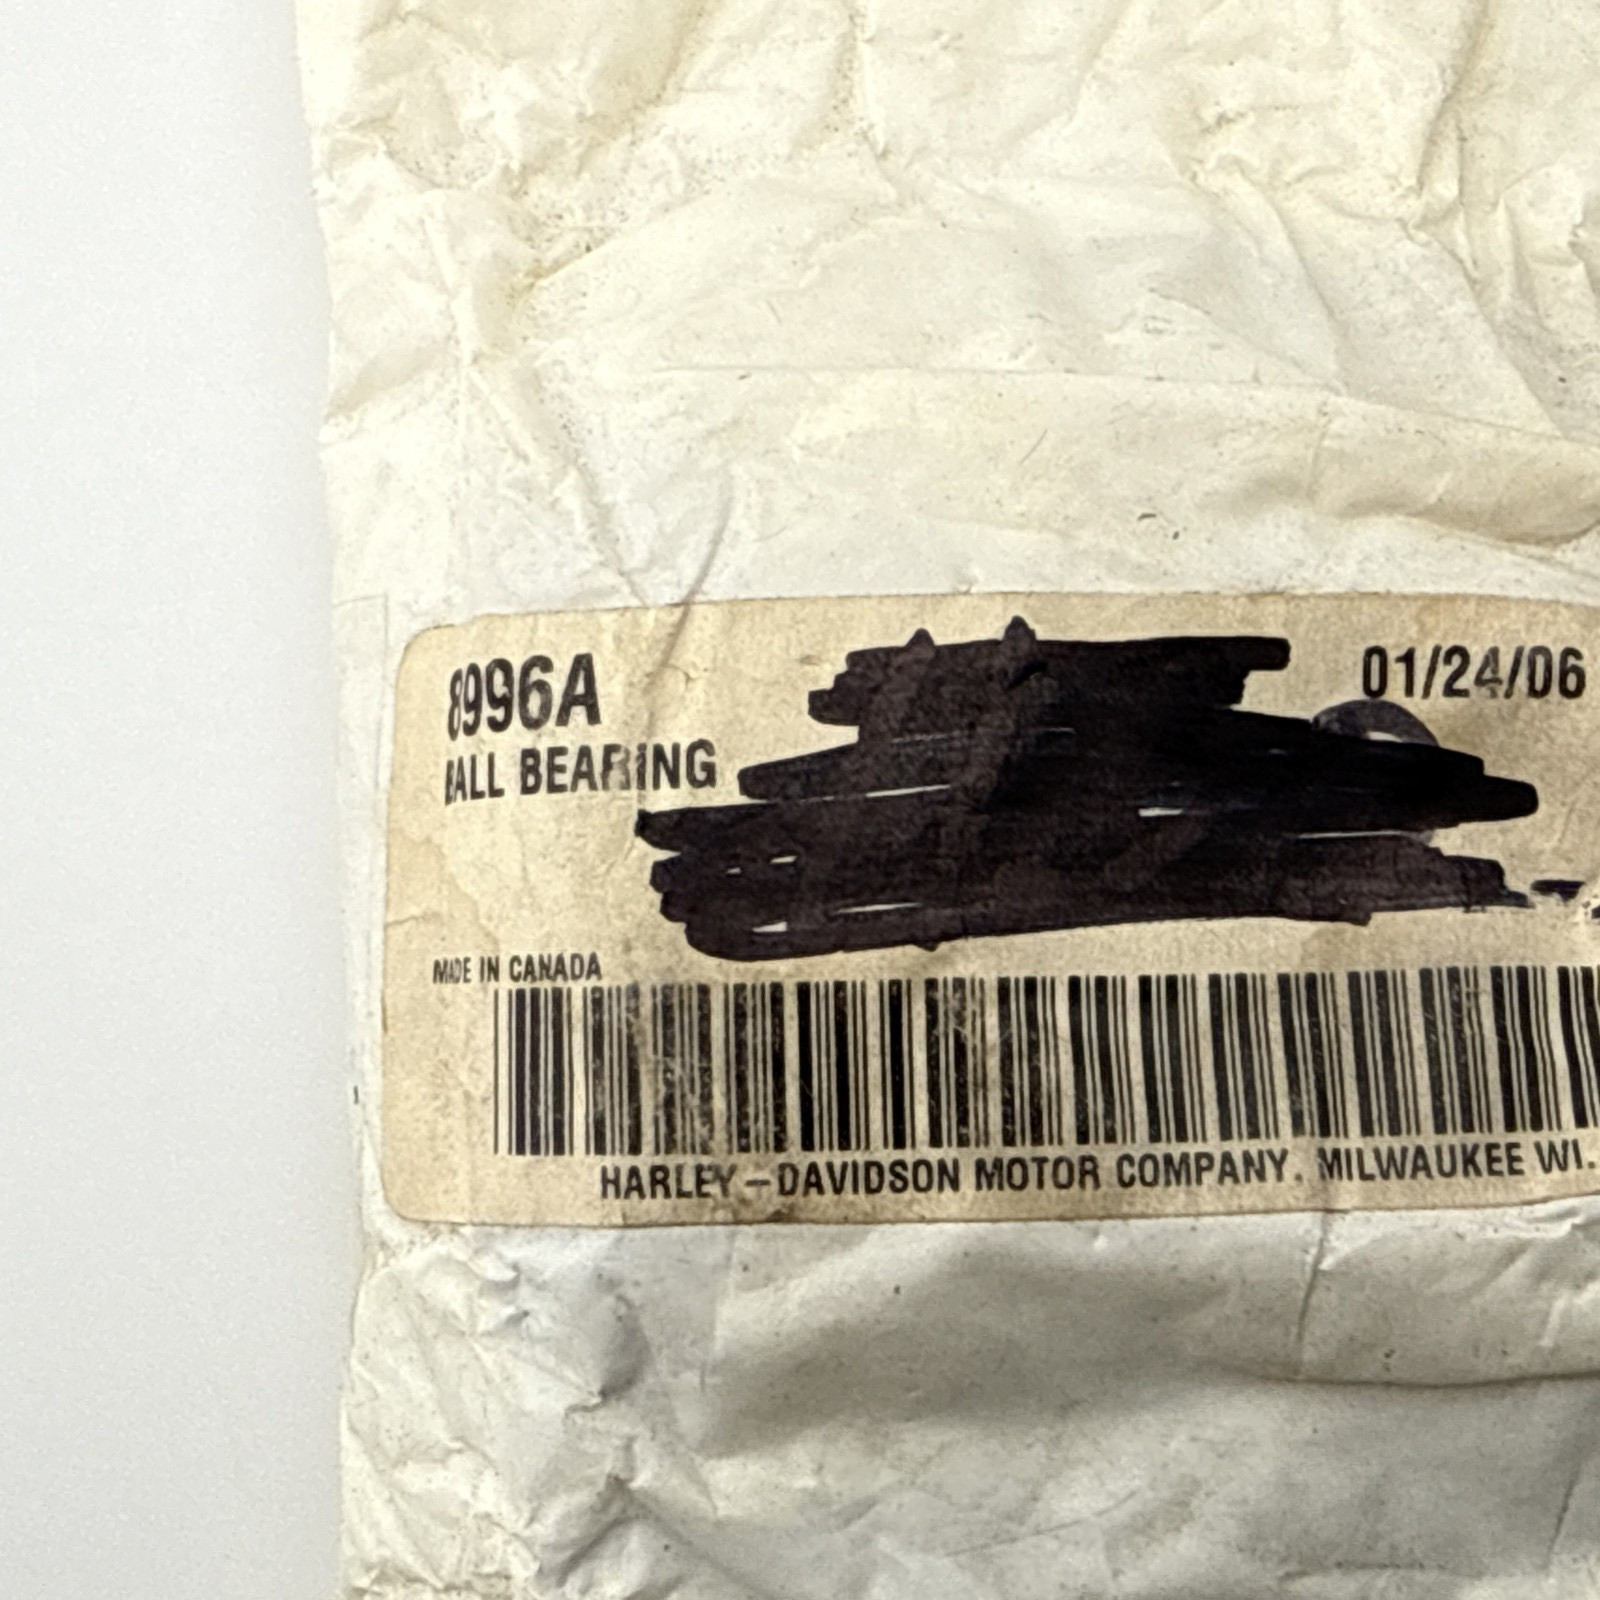 8996A
01/24/06
BALL BEARING
MADE IN CANADA
HARLEY-DAVIDSON MOTOR COMPANY. MILWAUKEE WI.